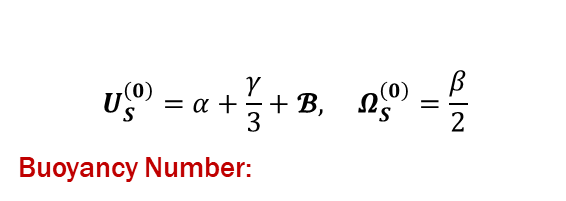 𝑼_𝑺^(𝟎) = α + γ/3 + 𝓑, 𝜴_𝑺^(𝟎) = β/2
Buoyancy Number: